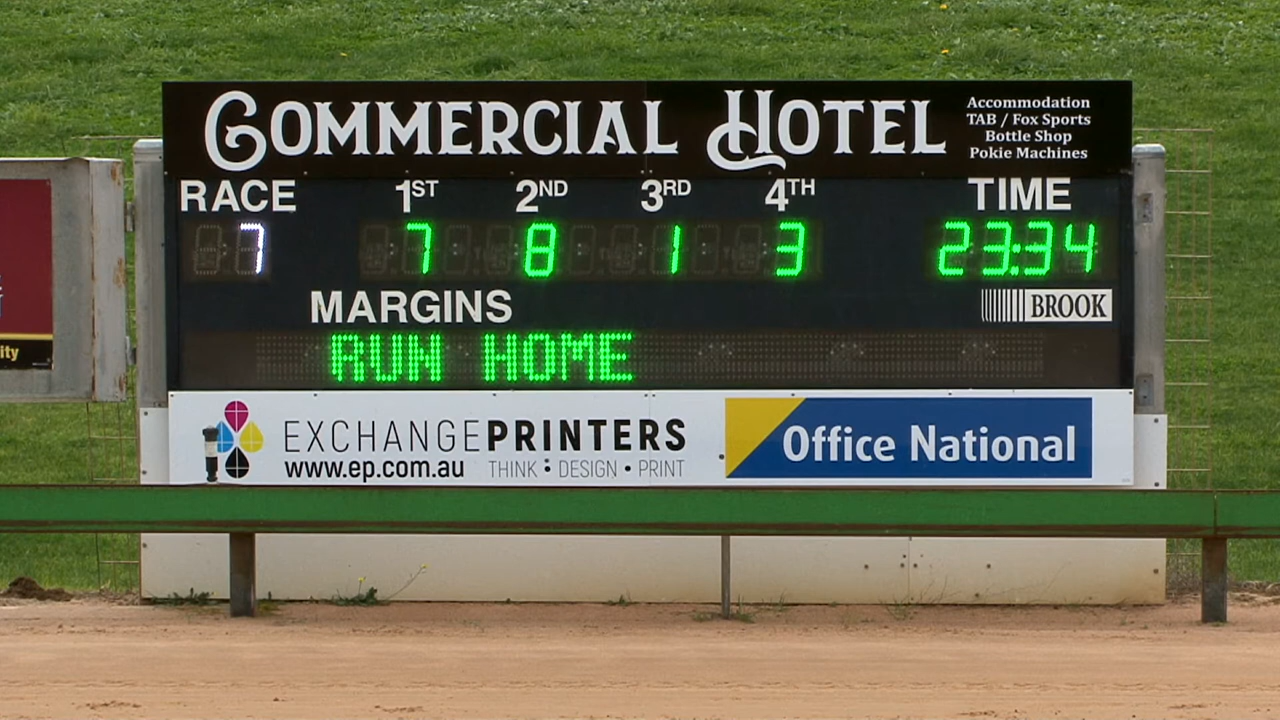 COMMERCIAL HOTEL
Accommodation
TAB / Fox Sports
Bottle Shop
Pokie Machines
RACE 1ST 2ND 3RD 4TH TIME
7 7 8 1 3 23:34
MARGINS
BROOK
RUN HOME
EXCHANGEPRINTERS
www.ep.com.au THINK • DESIGN • PRINT
Office National
ity